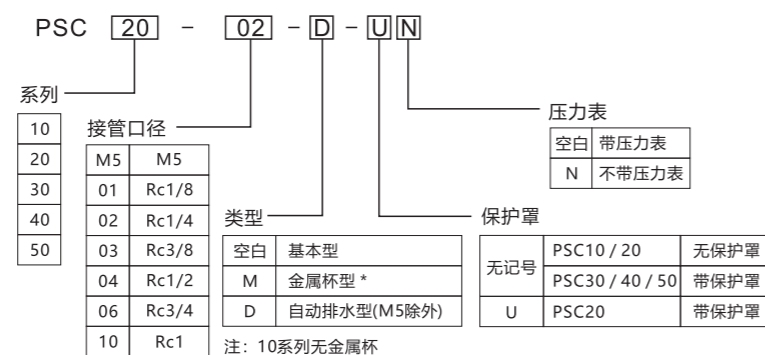 PSC 20 - 02 - D - U N
系列
10
20
30
40
50
接管口径
M5 M5
01 Rc1/8
02 Rc1/4
03 Rc3/8
04 Rc1/2
06 Rc3/4
10 Rc1
类型
空白 基本型
M 金属杯型 *
D 自动排水型(M5除外)
注：10系列无金属杯
压力表
空白 带压力表
N 不带压力表
保护罩
无记号 PSC10 / 20 无保护罩
PSC30 / 40 / 50 带保护罩
U PSC20 带保护罩